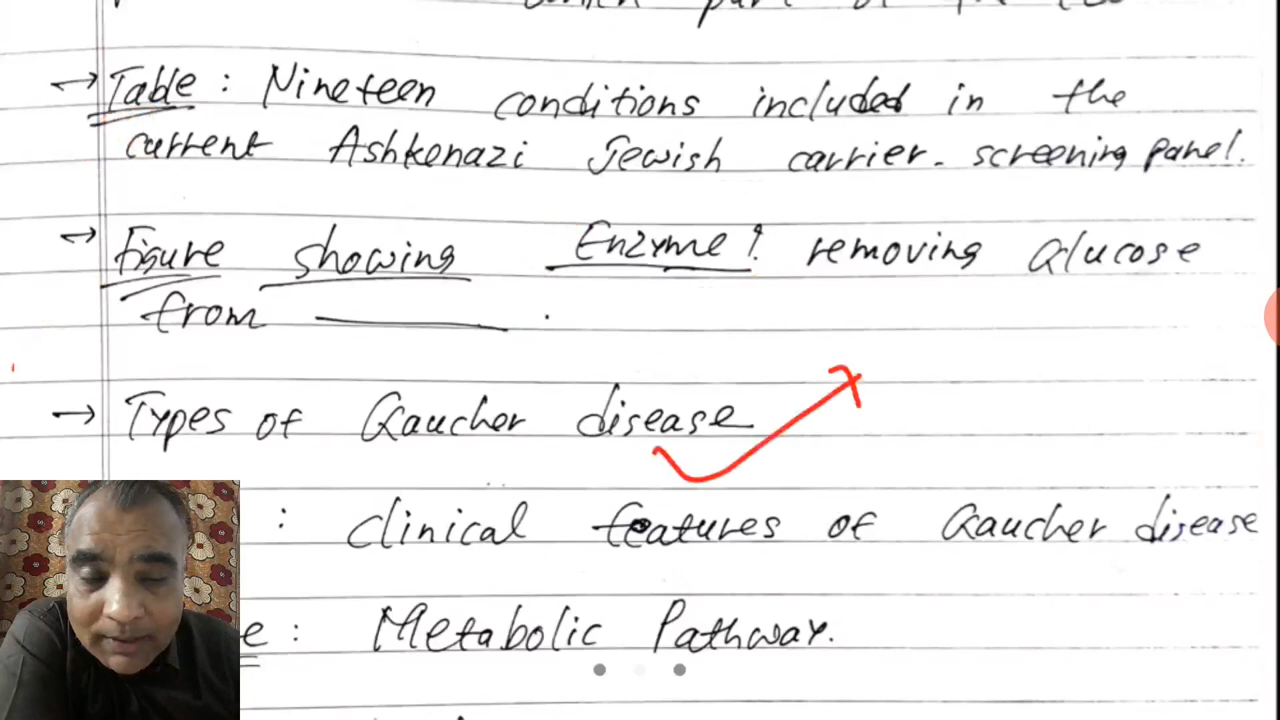 → Table : Nineteen conditions included in the
current Ashkenazi Jewish carrier - screening panel.
→ Figure showing Enzyme ? removing Glucose
from ______ .
→ Types of Gaucher disease
: Clinical features of Gaucher disease
e : Metabolic Pathway.